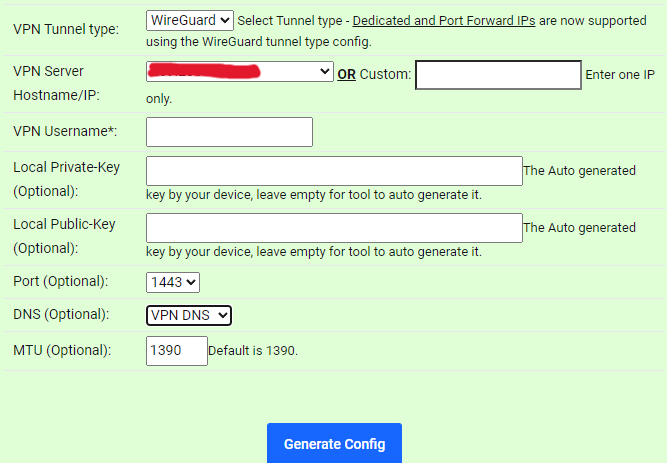 VPN Tunnel type: WireGuard Select Tunnel type - Dedicated and Port Forward IPs are now supported
using the WireGuard tunnel type config.
VPN Server
Hostname/IP: OR Custom: Enter one IP
only.
VPN Username*:
Local Private-Key
(Optional): The Auto generated
key by your device, leave empty for tool to auto generate it.
Local Public-Key
(Optional): The Auto generated
key by your device, leave empty for tool to auto generate it.
Port (Optional): 1443
DNS (Optional): VPN DNS
MTU (Optional): 1390 Default is 1390.
Generate Config